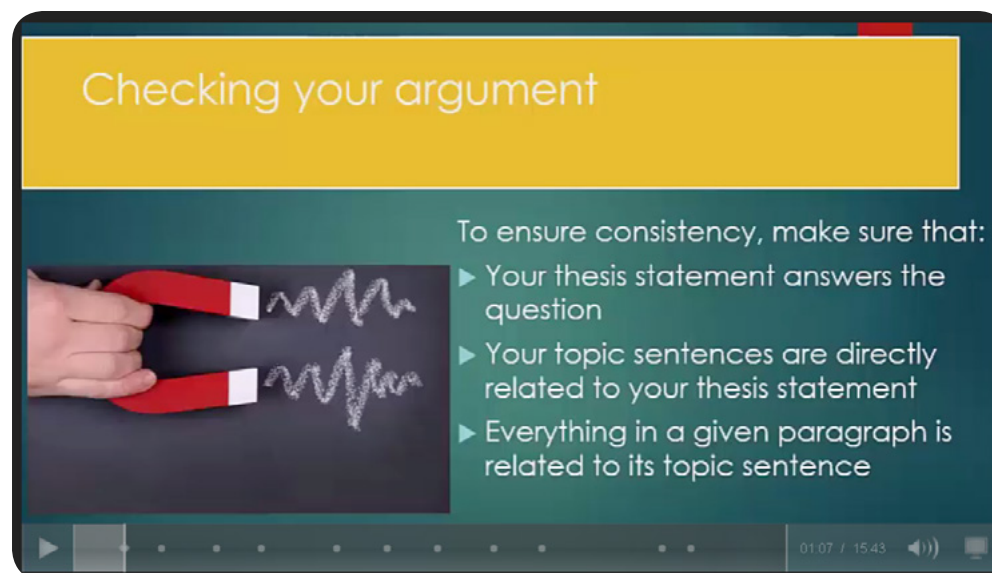 Checking your argument
To ensure consistency, make sure that:
Your thesis statement answers the
question
Your topic sentences are directly
related to your thesis statement
Everything in a given paragraph is
related to its topic sentence
01:07 / 15:43